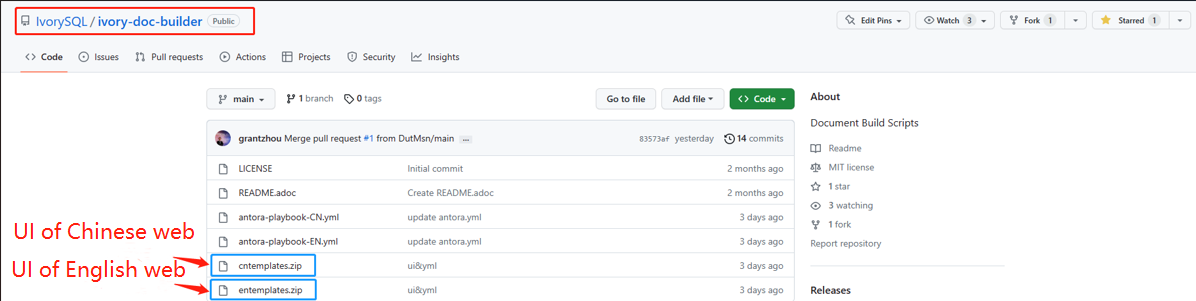 IvorySQL / ivory-doc-builder Public
Edit Pins Watch 3 Fork 1 Starred 1
Code Issues Pull requests Actions Projects Security Insights
main 1 branch 0 tags Go to file Add file Code
About
Document Build Scripts
grantzhou Merge pull request #1 from DutMsn/main ... 83573af yesterday 14 commits
Readme
LICENSE Initial commit 2 months ago
MIT license
1 star
README.adoc Create README.adoc 2 months ago
3 watching
antora-playbook-CN.yml update antora.yml 3 days ago
1 fork
UI of Chinese web
antora-playbook-EN.yml update antora.yml 3 days ago
Report repository
UI of English web
cntemplates.zip ui&yml 3 days ago
entemplates.zip ui&yml 3 days ago
Releases